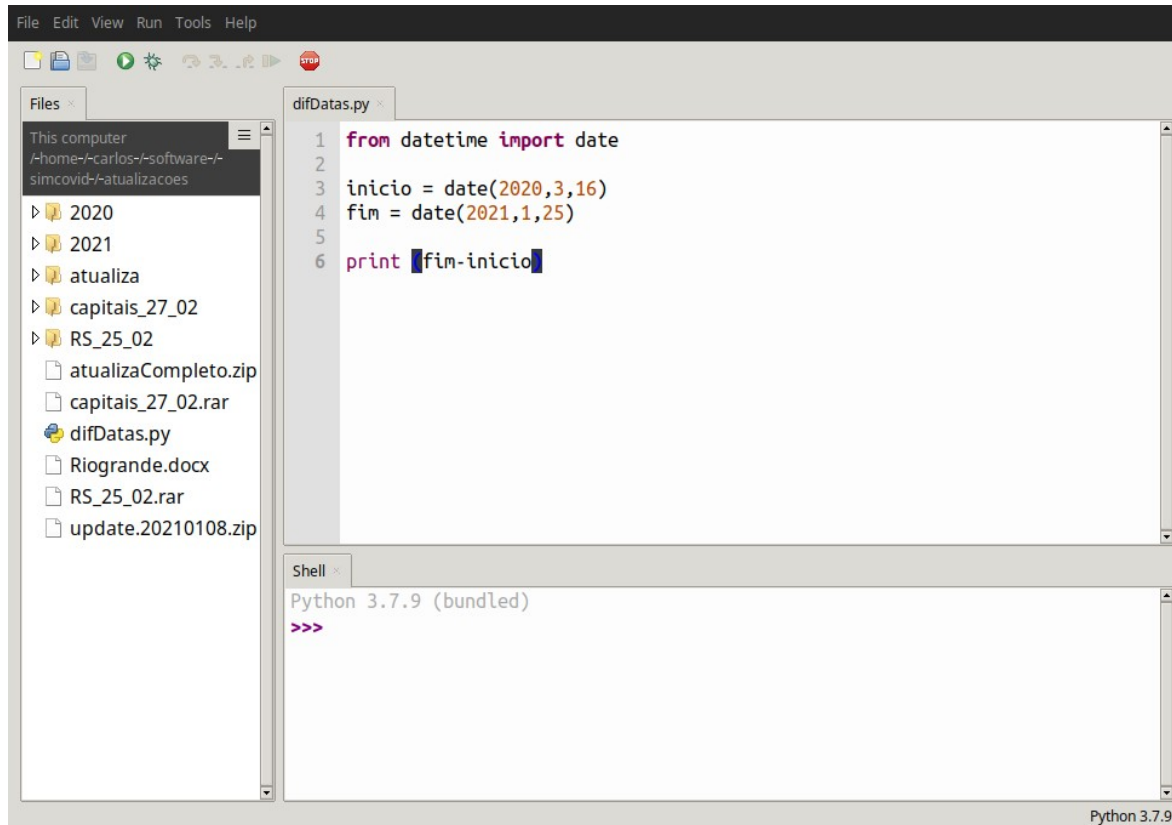 File Edit View Run Tools Help
STOP
Files ×
This computer
/-home-/-carlos-/-software-/-
simcovid-/-atualizacoes
2020
2021
atualiza
capitais_27_02
RS_25_02
atualizaCompleto.zip
capitais_27_02.rar
difDatas.py
Riogrande.docx
RS_25_02.rar
update.20210108.zip
difDatas.py ×
1 from datetime import date
2
3 inicio = date(2020,3,16)
4 fim = date(2021,1,25)
5
6 print (fim-inicio)
Shell ×
Python 3.7.9 (bundled)
>>>
Python 3.7.9